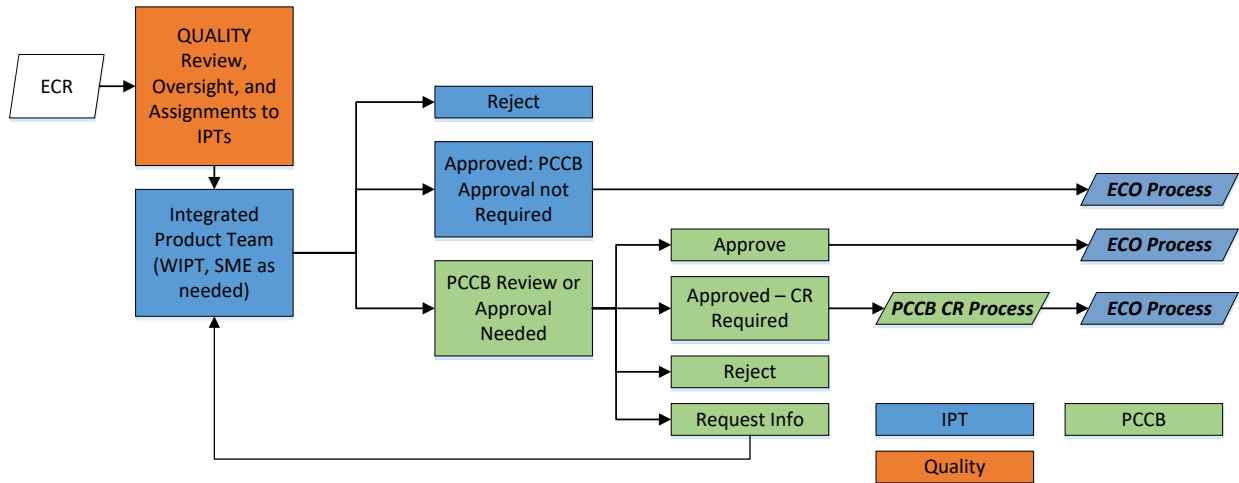 ECR
QUALITY
Review,
Oversight, and
Assignments to
IPTs
Integrated
Product Team
(WIPT, SME as
needed)
Reject
Approved: PCCB
Approval not
Required
ECO Process
PCCB Review or
Approval
Needed
Approve
ECO Process
Approved – CR
Required
PCCB CR Process
ECO Process
Reject
Request Info
IPT
PCCB
Quality